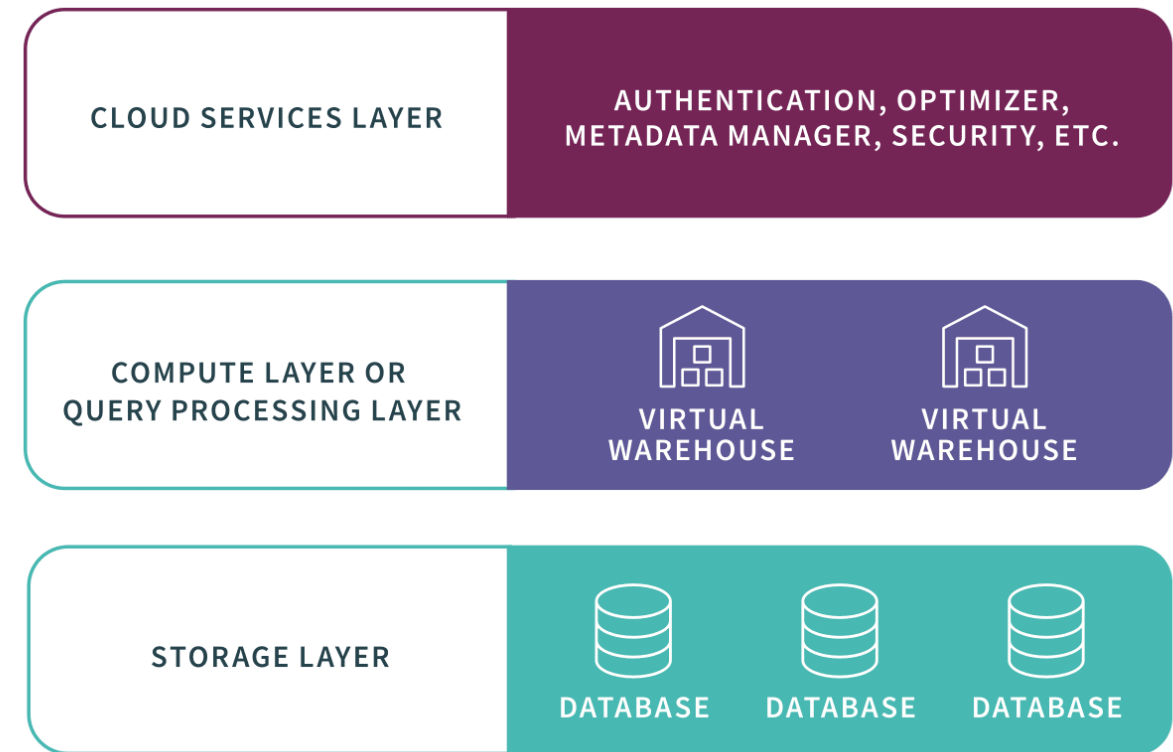 CLOUD SERVICES LAYER
AUTHENTICATION, OPTIMIZER,
METADATA MANAGER, SECURITY, ETC.
COMPUTE LAYER OR
QUERY PROCESSING LAYER
VIRTUAL
WAREHOUSE
VIRTUAL
WAREHOUSE
STORAGE LAYER
DATABASE
DATABASE
DATABASE